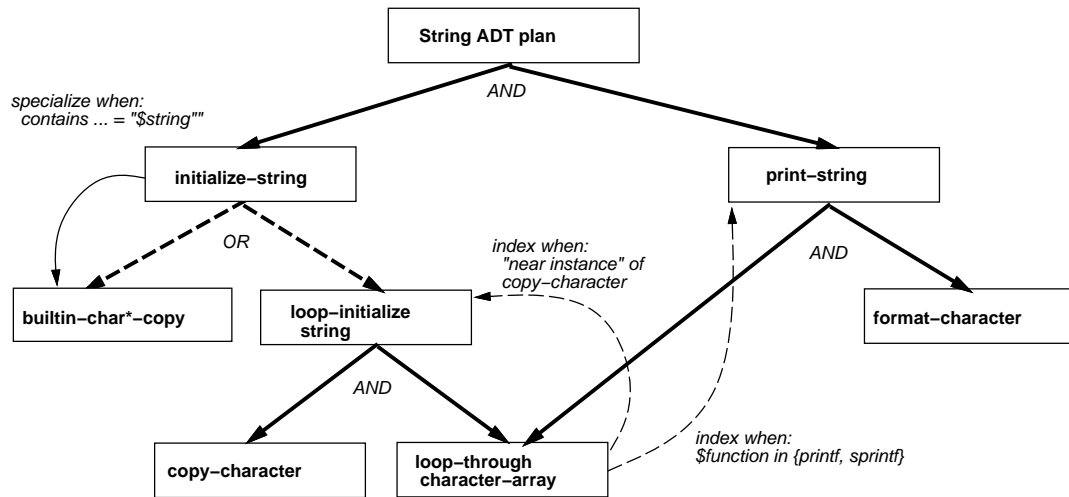 String ADT plan
AND
specialize when:
contains ... = "$string""
initialize−string
print−string
OR
index when:
"near instance" of
copy−character
AND
builtin−char*−copy
loop−initialize
string
format−character
AND
copy−character
loop−through
character−array
index when:
$function in {printf, sprintf}